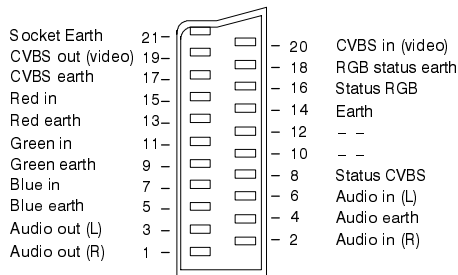 Socket Earth 21 –
CVBS out (video) 19 –
CVBS earth 17 –
Red in 15 –
Red earth 13 –
Green in 11 –
Green earth 9 –
Blue in 7 –
Blue earth 5 –
Audio out (L) 3 –
Audio out (R) 1 –
– 20 CVBS in (video)
– 18 RGB status earth
– 16 Status RGB
– 14 Earth
– 12 – –
– 10 – –
– 8 Status CVBS
– 6 Audio in (L)
– 4 Audio earth
– 2 Audio in (R)